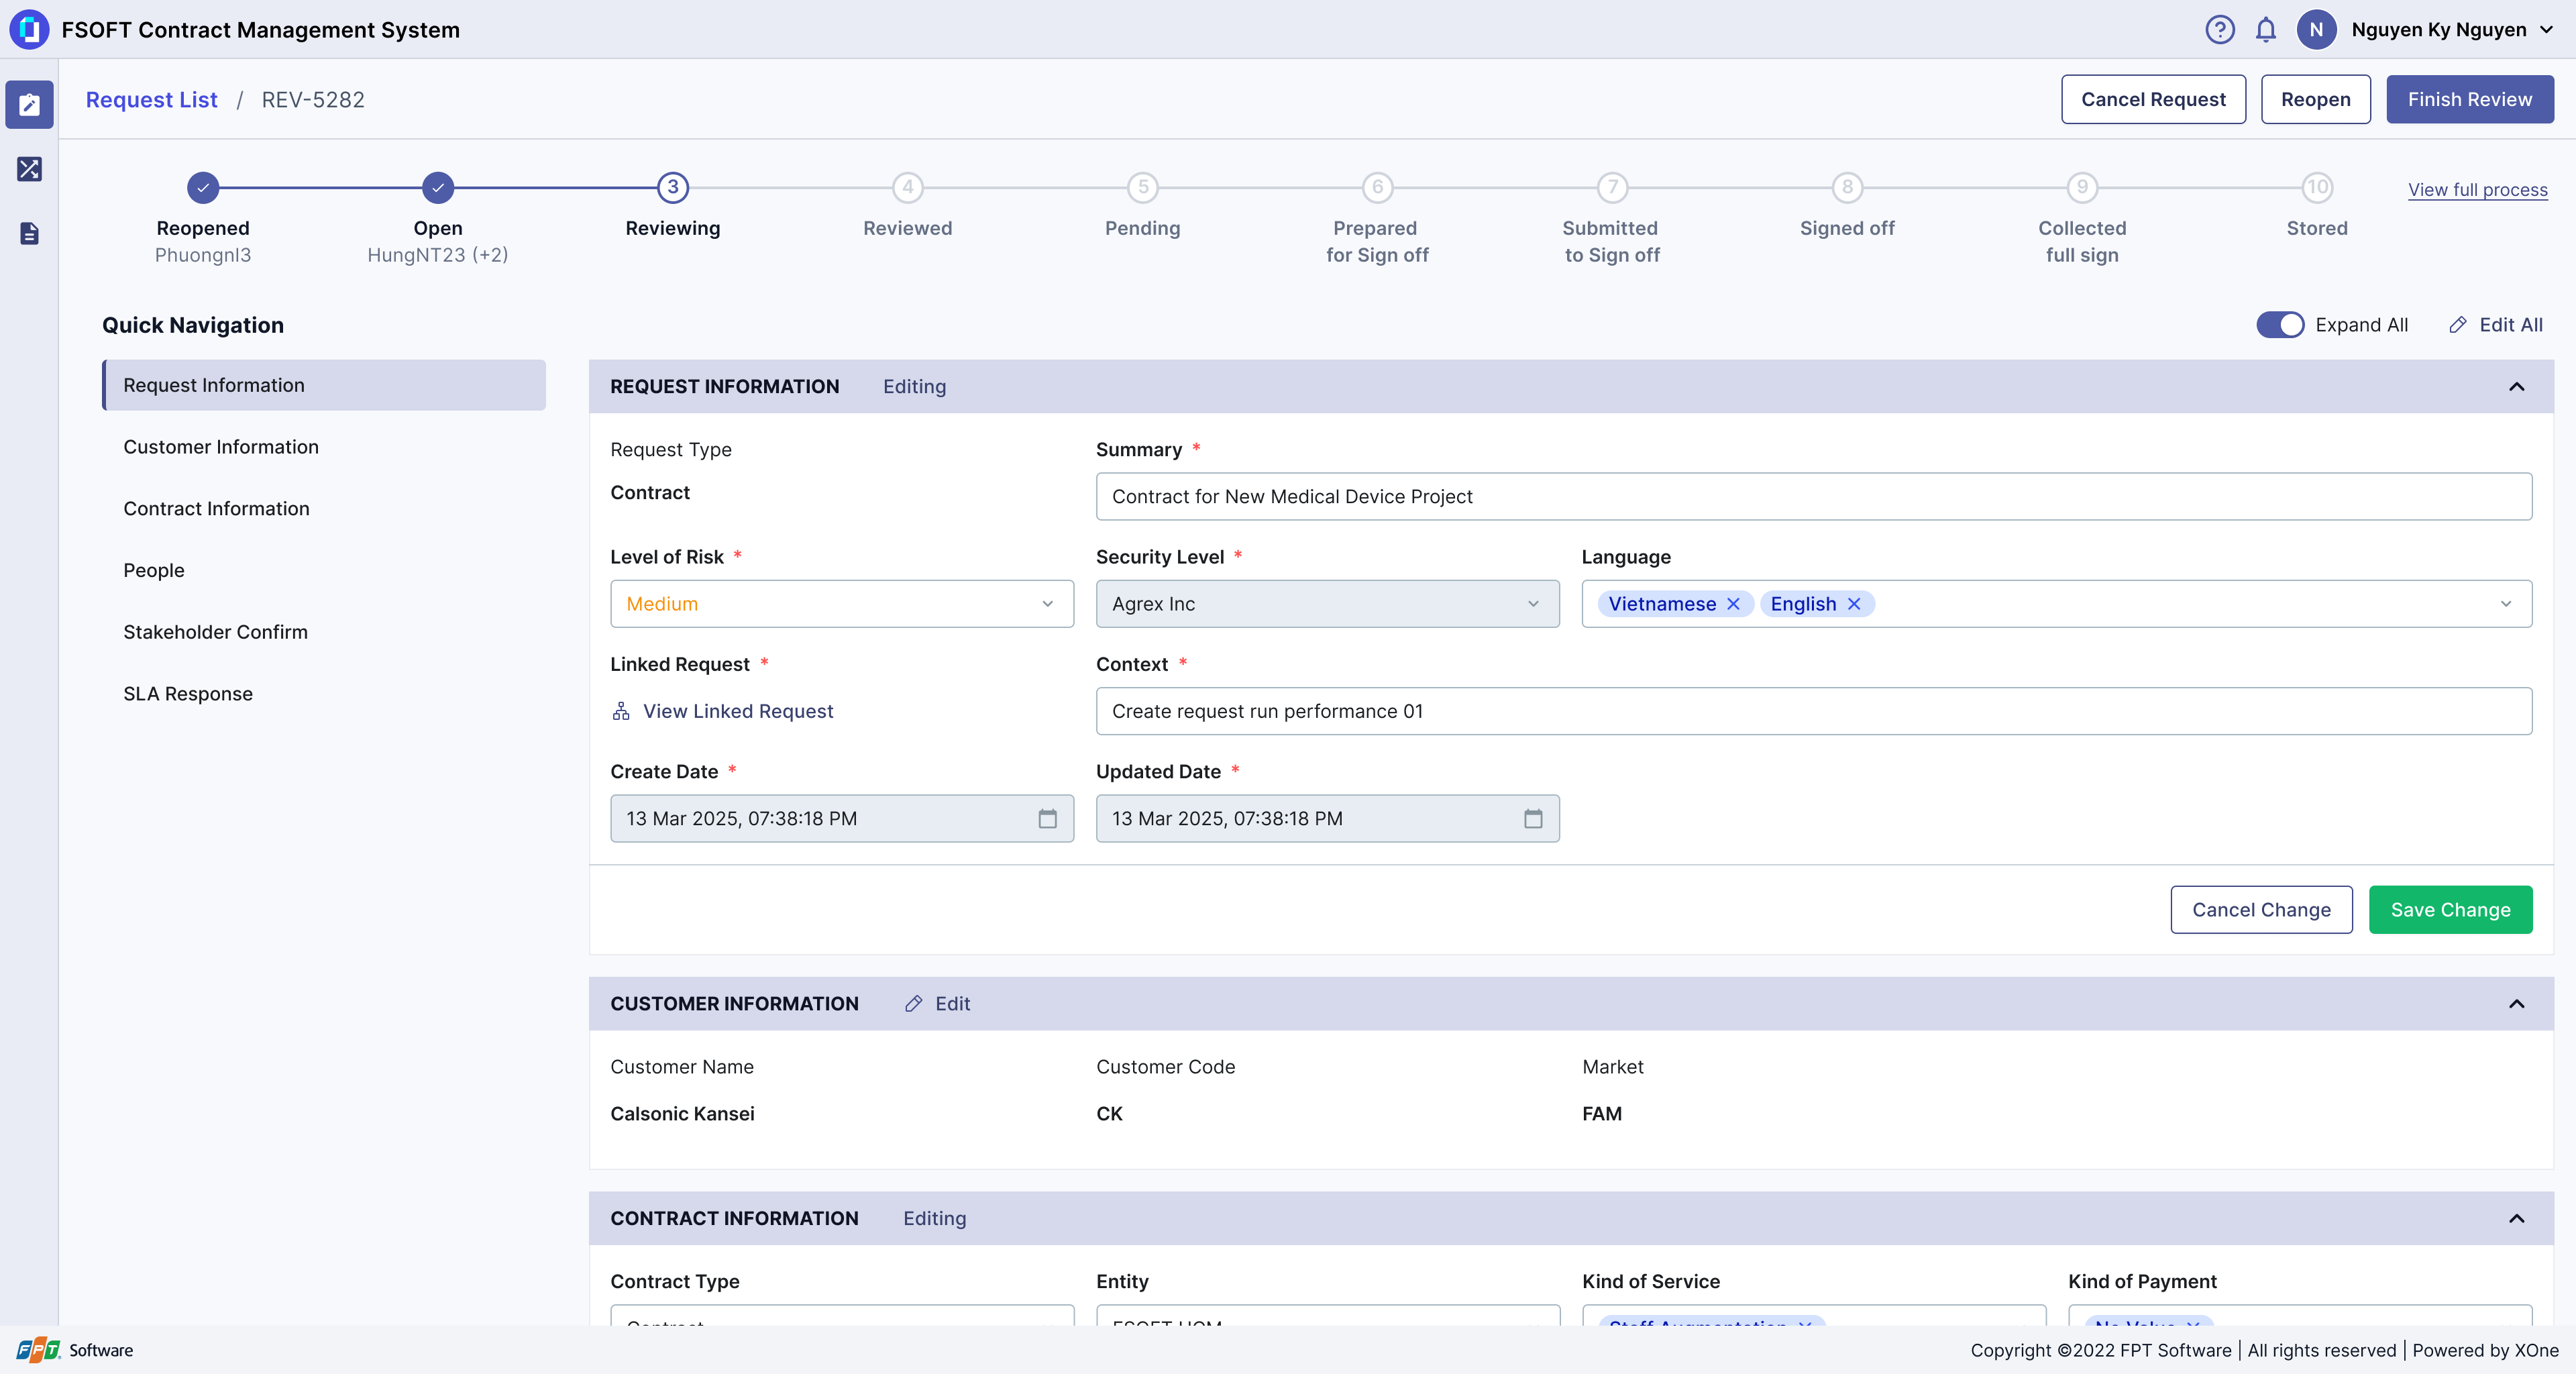 FSOFT Contract Management System
N
Nguyen Ky Nguyen
Request List / REV-5282
Cancel Request
Reopen
Finish Review
3
4
5
6
7
8
9
10
View full process
Reopened
Open
Reviewing
Reviewed
Pending
Prepared
for Sign off
Submitted
to Sign off
Signed off
Collected
full sign
Stored
Phuongnl3
HungNT23 (+2)
Quick Navigation
Expand All
Edit All
Request Information
Customer Information
Contract Information
People
Stakeholder Confirm
SLA Response
REQUEST INFORMATION
Editing
Request Type
Contract
Summary *
Contract for New Medical Device Project
Level of Risk *
Medium
Security Level *
Agrex Inc
Language
Vietnamese
English
Linked Request *
View Linked Request
Context *
Create request run performance 01
Create Date *
13 Mar 2025, 07:38:18 PM
Updated Date *
13 Mar 2025, 07:38:18 PM
Cancel Change
Save Change
CUSTOMER INFORMATION
Edit
Customer Name
Customer Code
Market
Calsonic Kansei
CK
FAM
CONTRACT INFORMATION
Editing
Contract Type
Entity
Kind of Service
Kind of Payment
Contract
FSOFT HCM
Staff Augmentation
No Value
FPT Software
Copyright ©2022 FPT Software | All rights reserved | Powered by XOne